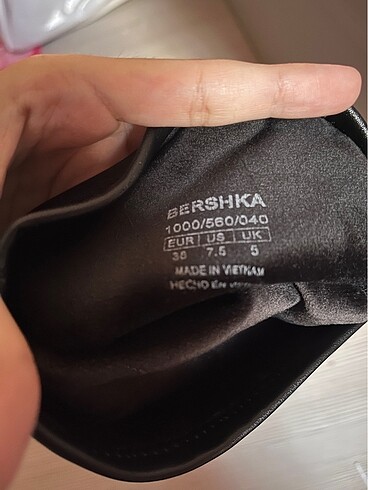 BERSHKA
1000/560/040
EUR US UK
38 7.5 5
MADE IN VIETNAM
HECHO EN